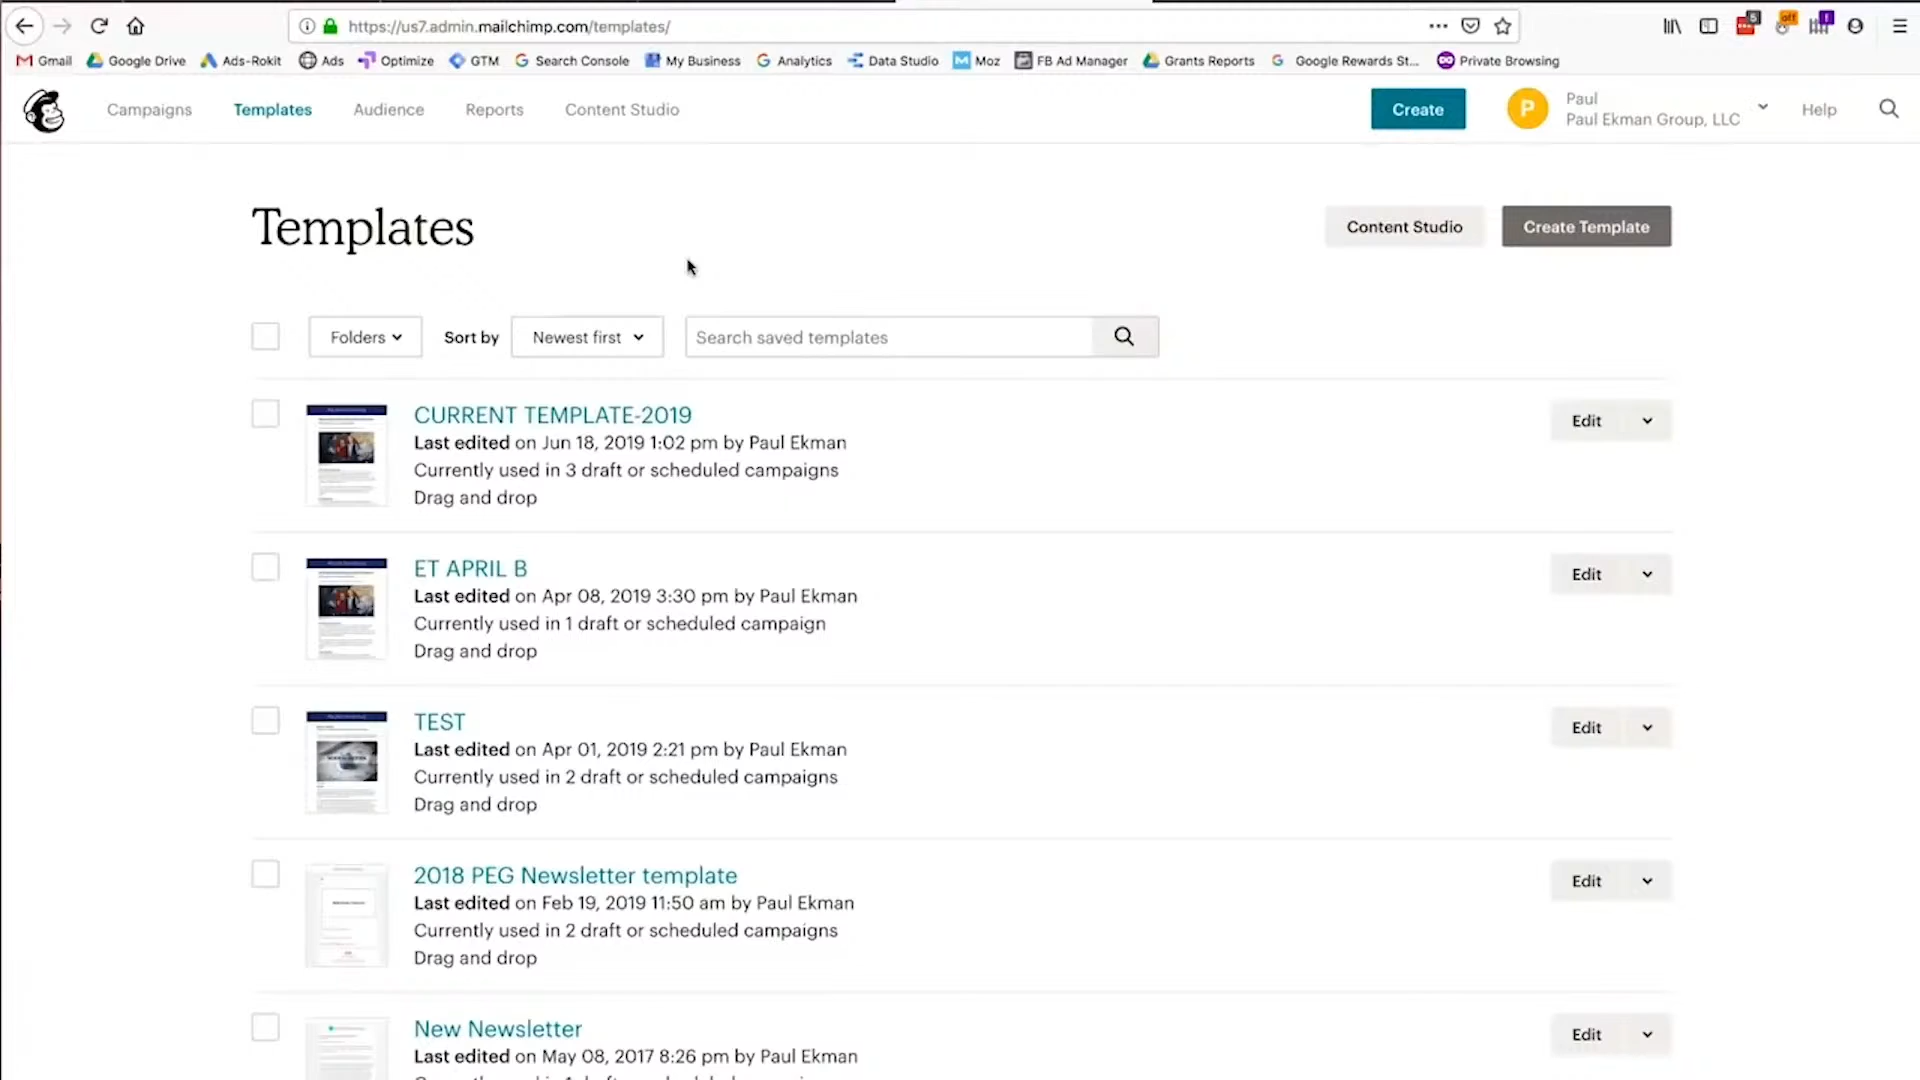 https://us7.admin.mailchimp.com/templates/
5
off
!
Gmail Google Drive Ads-Rokit Ads Optimize GTM Search Console My Business Analytics Data Studio Moz FB Ad Manager Grants Reports Google Rewards St... Private Browsing
Campaigns Templates Audience Reports Content Studio Create P Paul Help
Paul Ekman Group, LLC
Templates
Content Studio Create Template
Folders Sort by Newest first Search saved templates
CURRENT TEMPLATE-2019
Last edited on Jun 18, 2019 1:02 pm by Paul Ekman
Currently used in 3 draft or scheduled campaigns
Drag and drop
Edit
ET APRIL B
Last edited on Apr 08, 2019 3:30 pm by Paul Ekman
Currently used in 1 draft or scheduled campaign
Drag and drop
Edit
TEST
Last edited on Apr 01, 2019 2:21 pm by Paul Ekman
Currently used in 2 draft or scheduled campaigns
Drag and drop
Edit
2018 PEG Newsletter template
Last edited on Feb 19, 2019 11:50 am by Paul Ekman
Currently used in 2 draft or scheduled campaigns
Drag and drop
Edit
New Newsletter
Last edited on May 08, 2017 8:26 pm by Paul Ekman
Edit